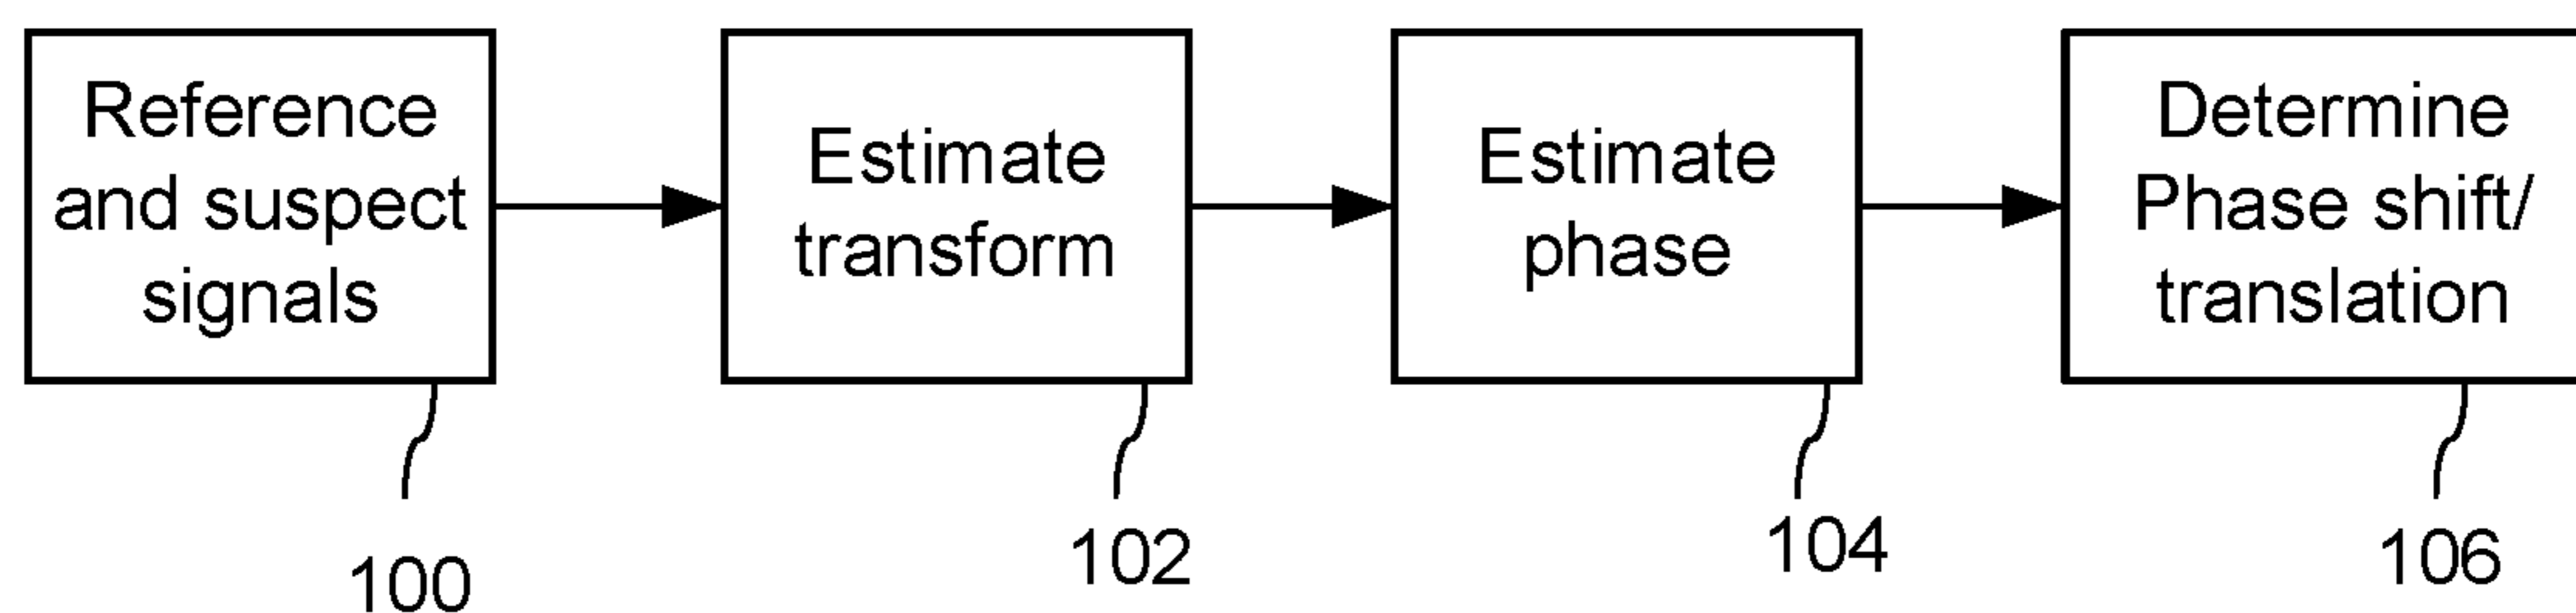 Reference
and suspect
signals
Estimate
transform
Estimate
phase
Determine
Phase shift/
translation
100
102
104
106